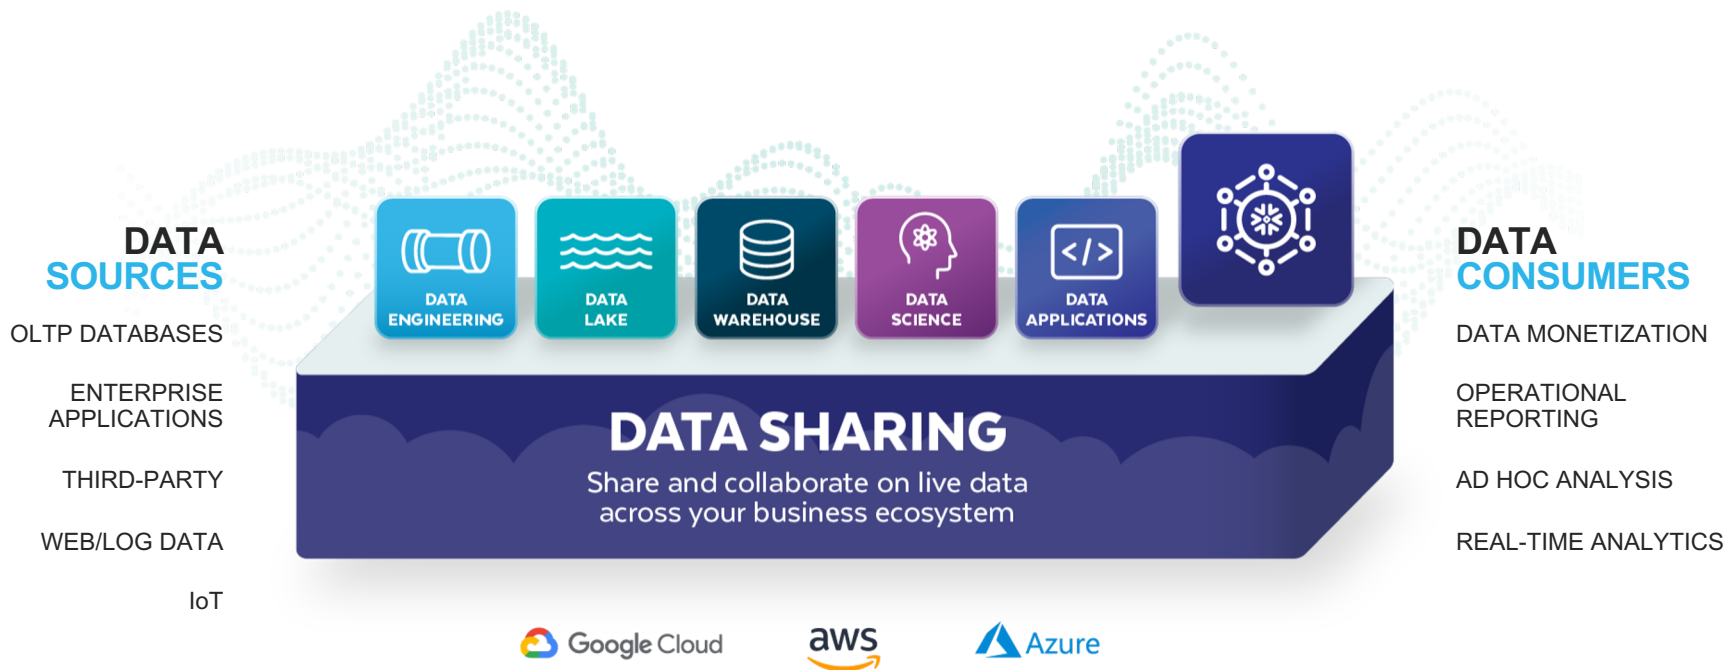 DATA
SOURCES
OLTP DATABASES
ENTERPRISE
APPLICATIONS
THIRD-PARTY
WEB/LOG DATA
IoT
DATA
ENGINEERING
DATA
LAKE
DATA
WAREHOUSE
DATA
SCIENCE
</>
DATA
APPLICATIONS
DATA SHARING
Share and collaborate on live data
across your business ecosystem
Google Cloud
aws
Azure
DATA
CONSUMERS
DATA MONETIZATION
OPERATIONAL
REPORTING
AD HOC ANALYSIS
REAL-TIME ANALYTICS